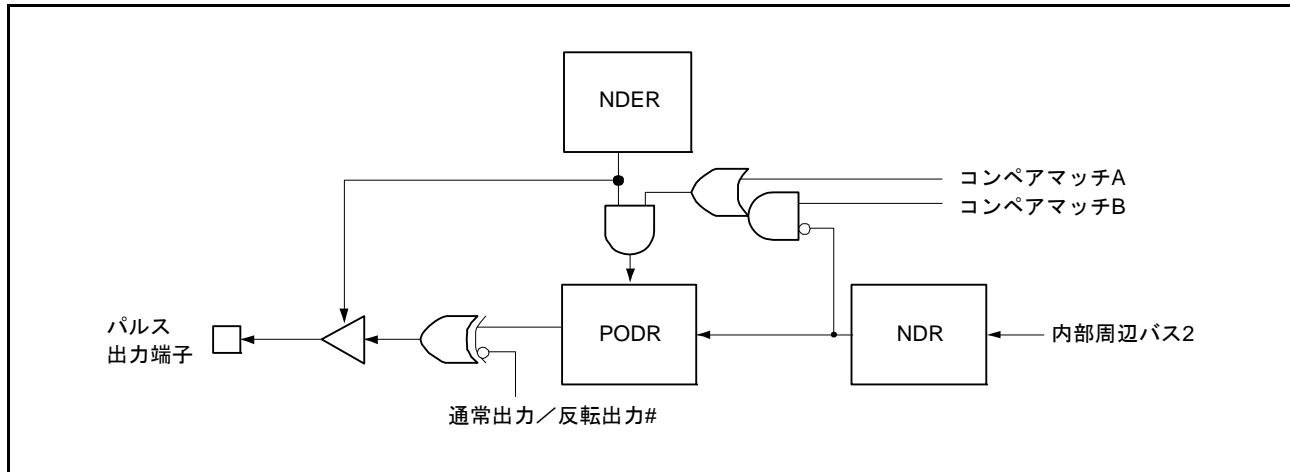 NDER
コンペアマッチA
コンペアマッチB
パルス
出力端子
PODR
NDR
内部周辺バス2
通常出力／反転出力#